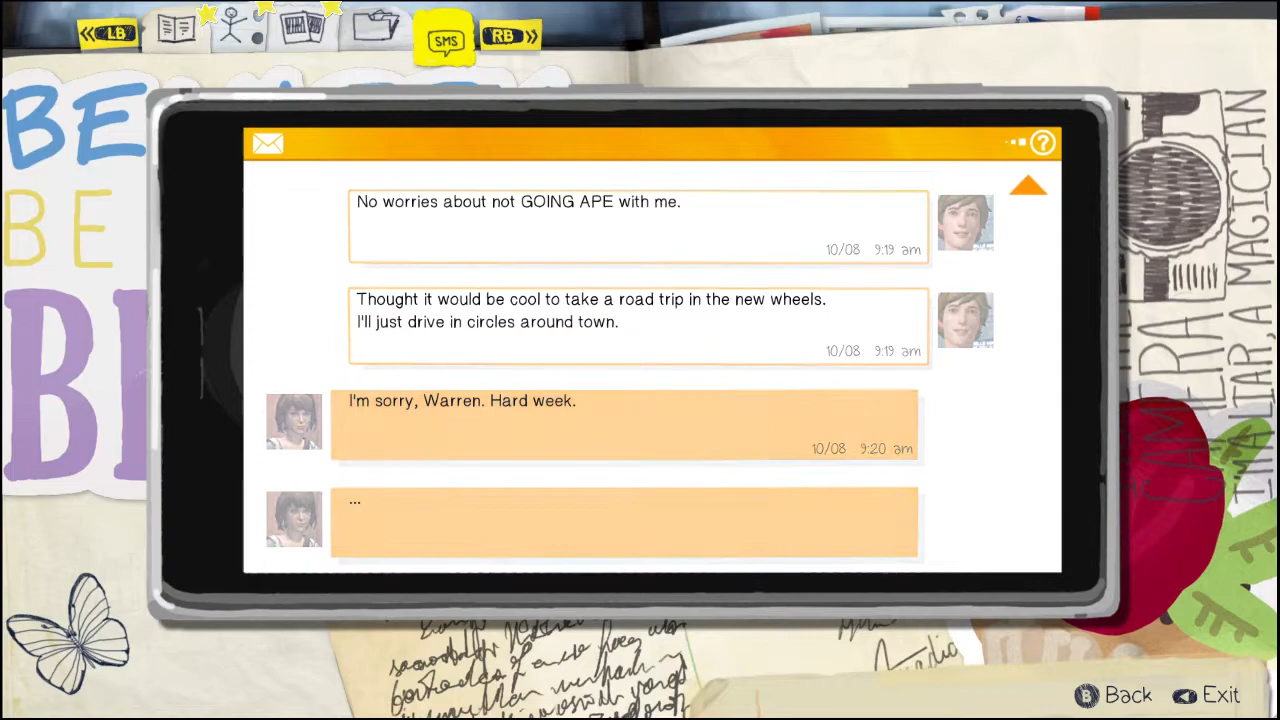 LB
SMS
RB
BE
BE
B
No worries about not GOING APE with me.
10/08 9:19 am
Thought it would be cool to take a road trip in the new wheels.
I'll just drive in circles around town.
10/08 9:19 am
I'm sorry, Warren. Hard week.
10/08 9:20 am
...
CAMERA
I'M A LIAR, A MAGICIAN
B Back
Exit